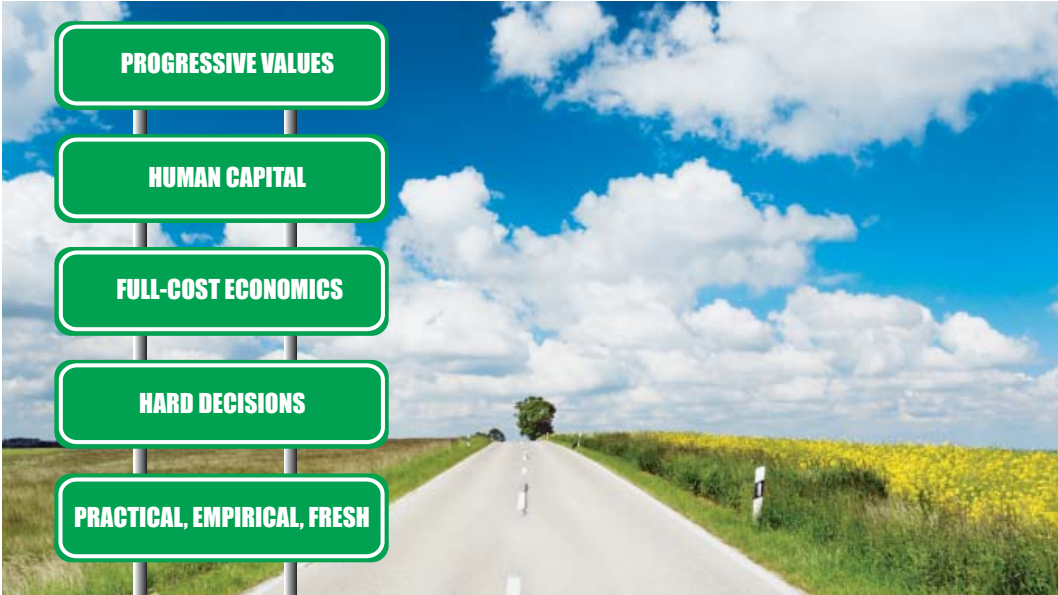 PROGRESSIVE VALUES
HUMAN CAPITAL
FULL-COST ECONOMICS
HARD DECISIONS
PRACTICAL, EMPIRICAL, FRESH